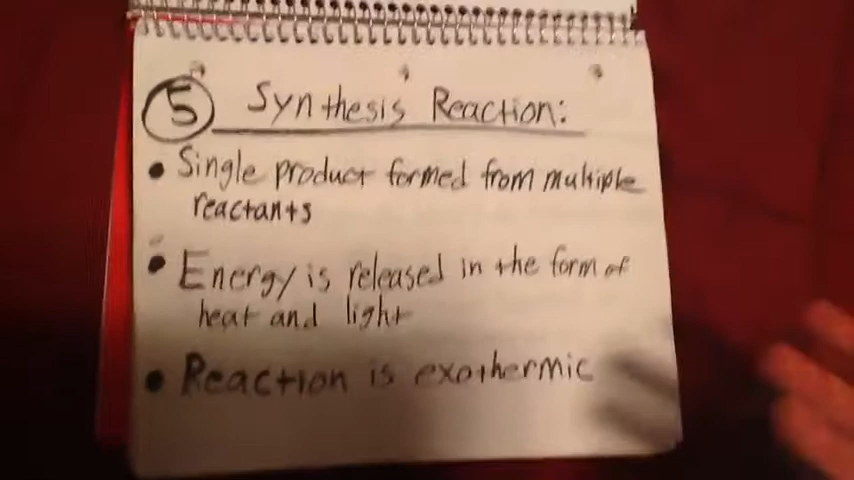 5 Synthesis Reaction:
• Single product formed from multiple
reactants
• Energy is released in the form of
heat and light
• Reaction is exothermic